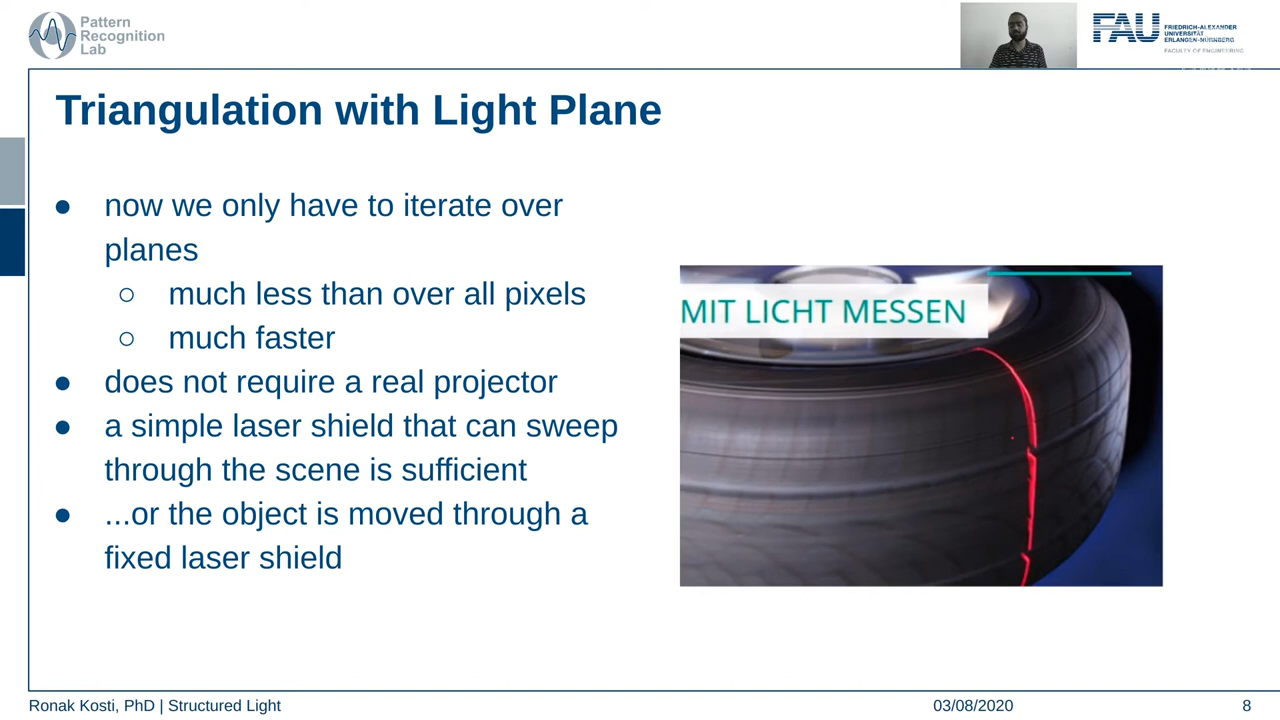 Pattern
Recognition
Lab
FAU
FRIEDRICH-ALEXANDER
UNIVERSITÄT
ERLANGEN-NÜRNBERG
FACULTY OF ENGINEERING
Triangulation with Light Plane
● now we only have to iterate over
planes
○ much less than over all pixels
○ much faster
● does not require a real projector
● a simple laser shield that can sweep
through the scene is sufficient
● ...or the object is moved through a
fixed laser shield
MIT LICHT MESSEN
Ronak Kosti, PhD | Structured Light
03/08/2020
8